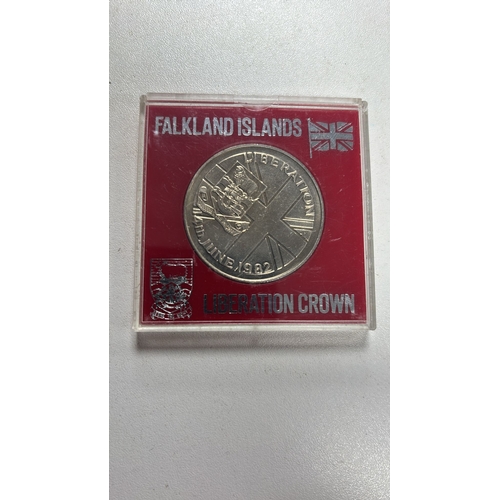 FALKLAND ISLANDS
LIBERATION
14TH JUNE, 1982
LIBERATION CROWN